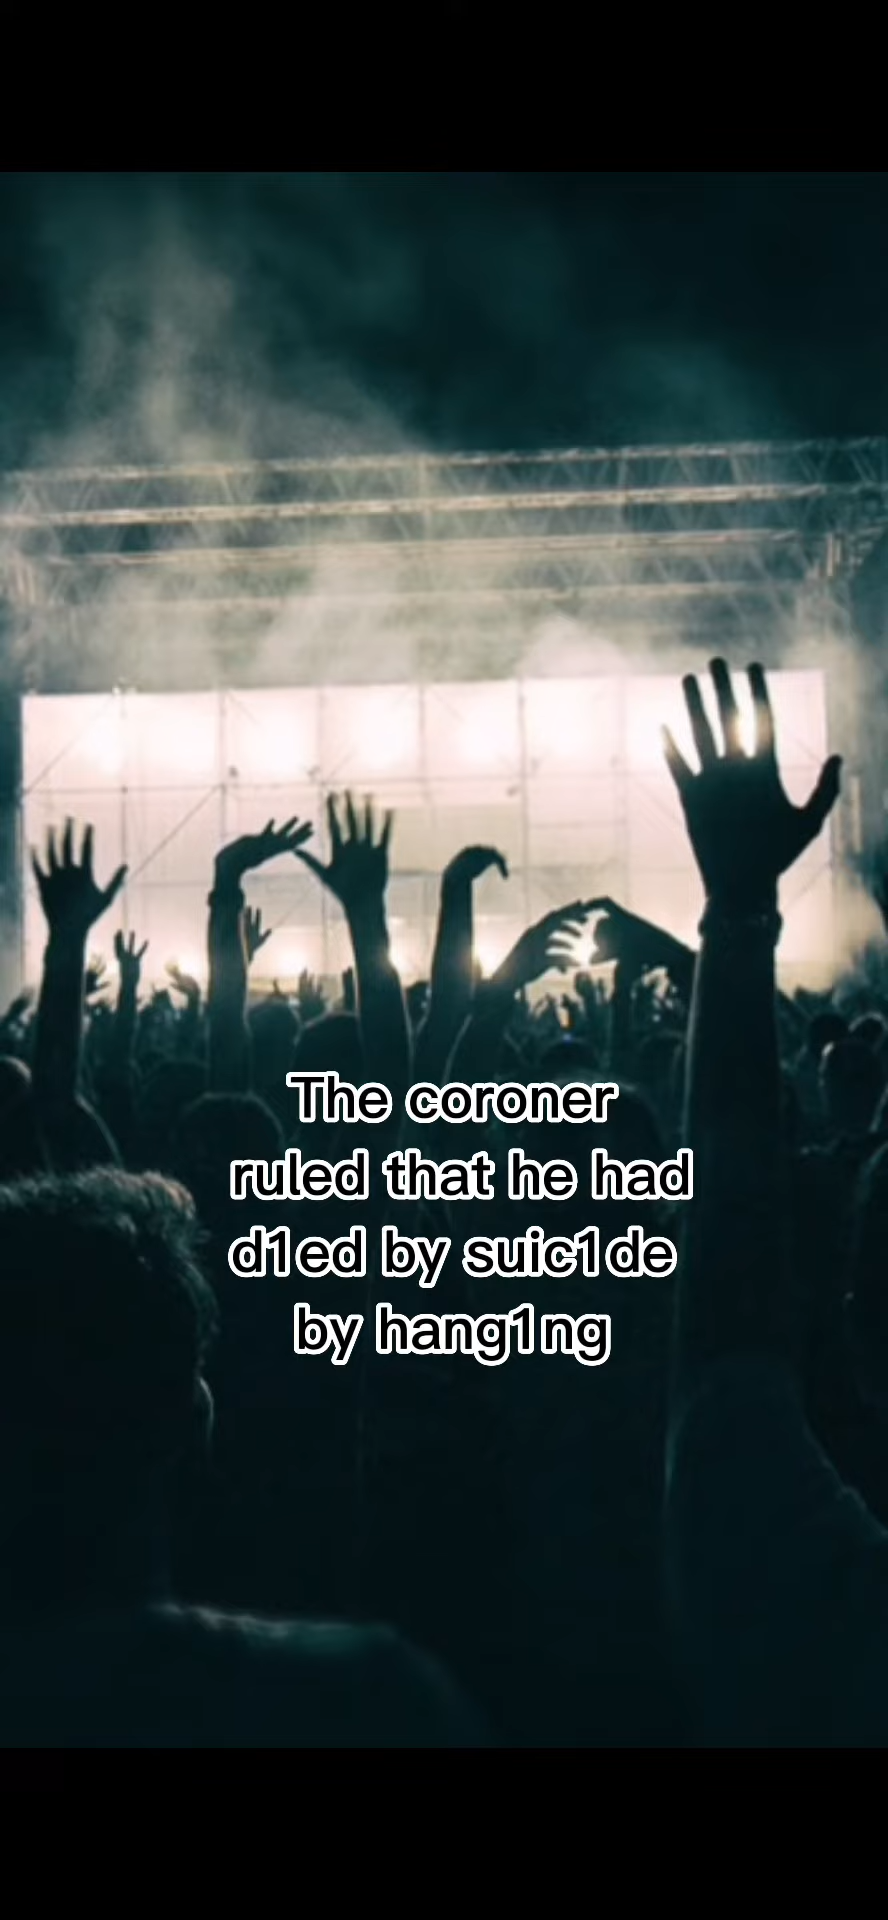 The coroner
ruled that he had
d1ed by suic1de
by hang1ng